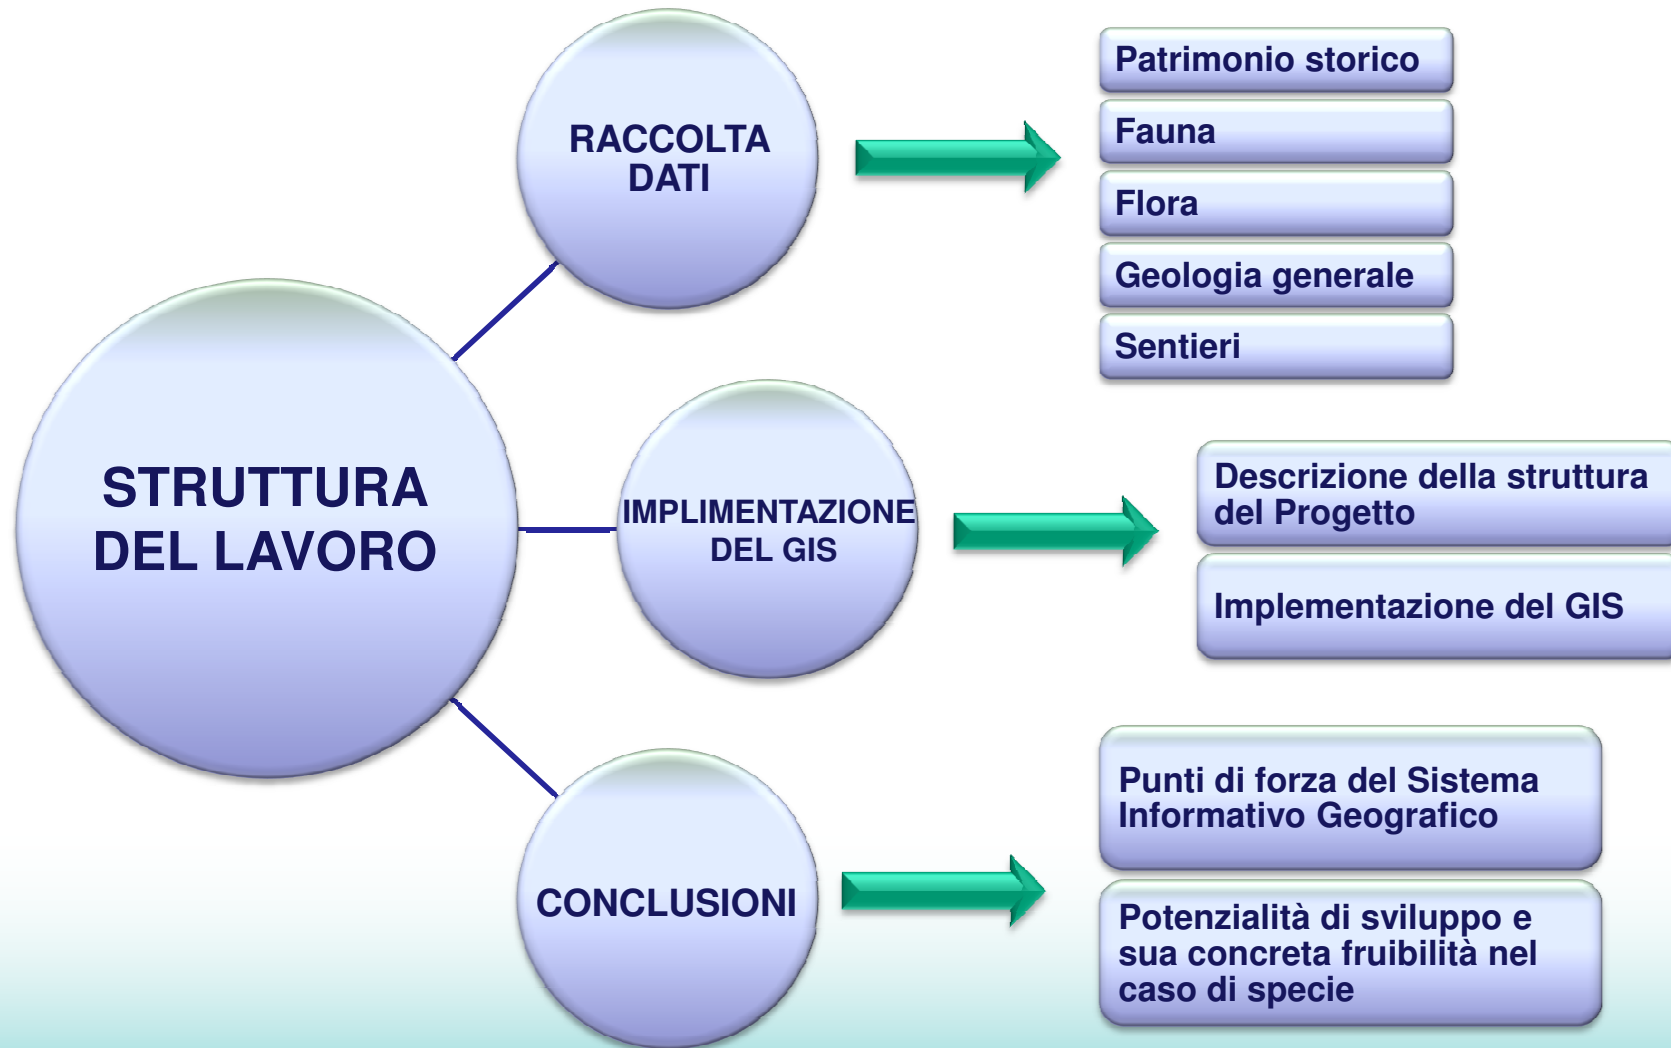 STRUTTURA
DEL LAVORO
RACCOLTA
DATI
Patrimonio storico
Fauna
Flora
Geologia generale
Sentieri
IMPLIMENTAZIONE
DEL GIS
Descrizione della struttura
del Progetto
Implementazione del GIS
CONCLUSIONI
Punti di forza del Sistema
Informativo Geografico
Potenzialità di sviluppo e
sua concreta fruibilità nel
caso di specie